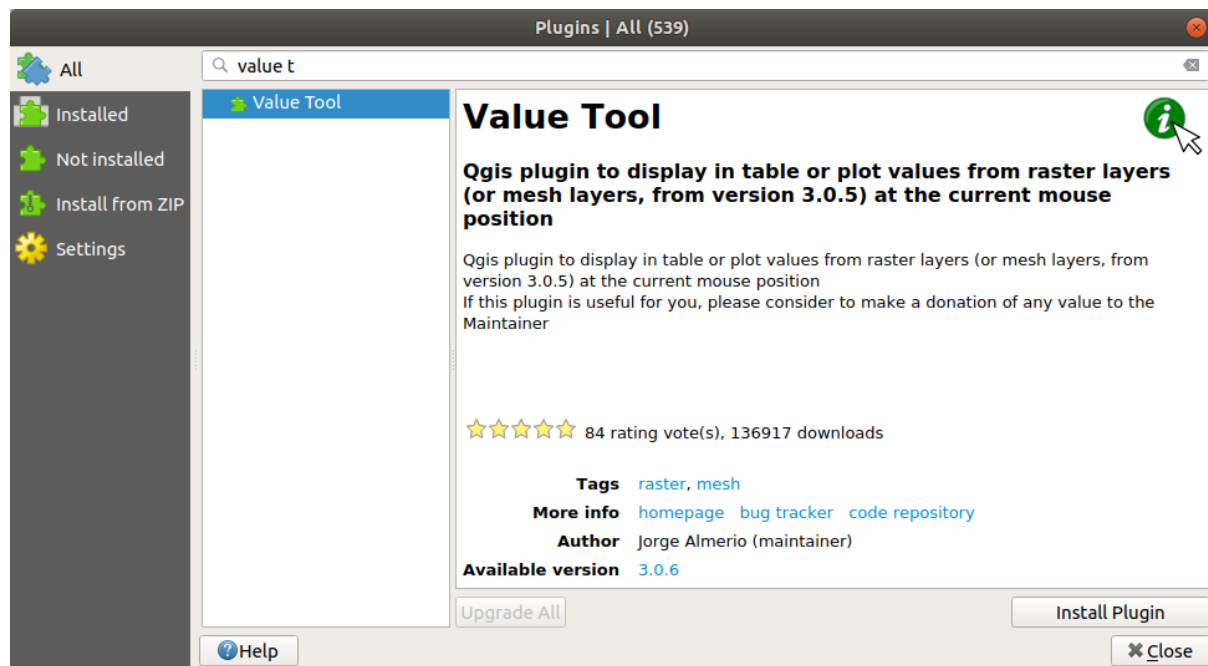 Plugins | All (539)
All
Installed
Not installed
Install from ZIP
Settings
value t
Value Tool
Value Tool
Qgis plugin to display in table or plot values from raster layers
(or mesh layers, from version 3.0.5) at the current mouse
position
Qgis plugin to display in table or plot values from raster layers (or mesh layers, from
version 3.0.5) at the current mouse position
If this plugin is useful for you, please consider to make a donation of any value to the
Maintainer
84 rating vote(s), 136917 downloads
Tags raster, mesh
More info homepage bug tracker code repository
Author Jorge Almerio (maintainer)
Available version 3.0.6
Upgrade All
Install Plugin
Help
Close